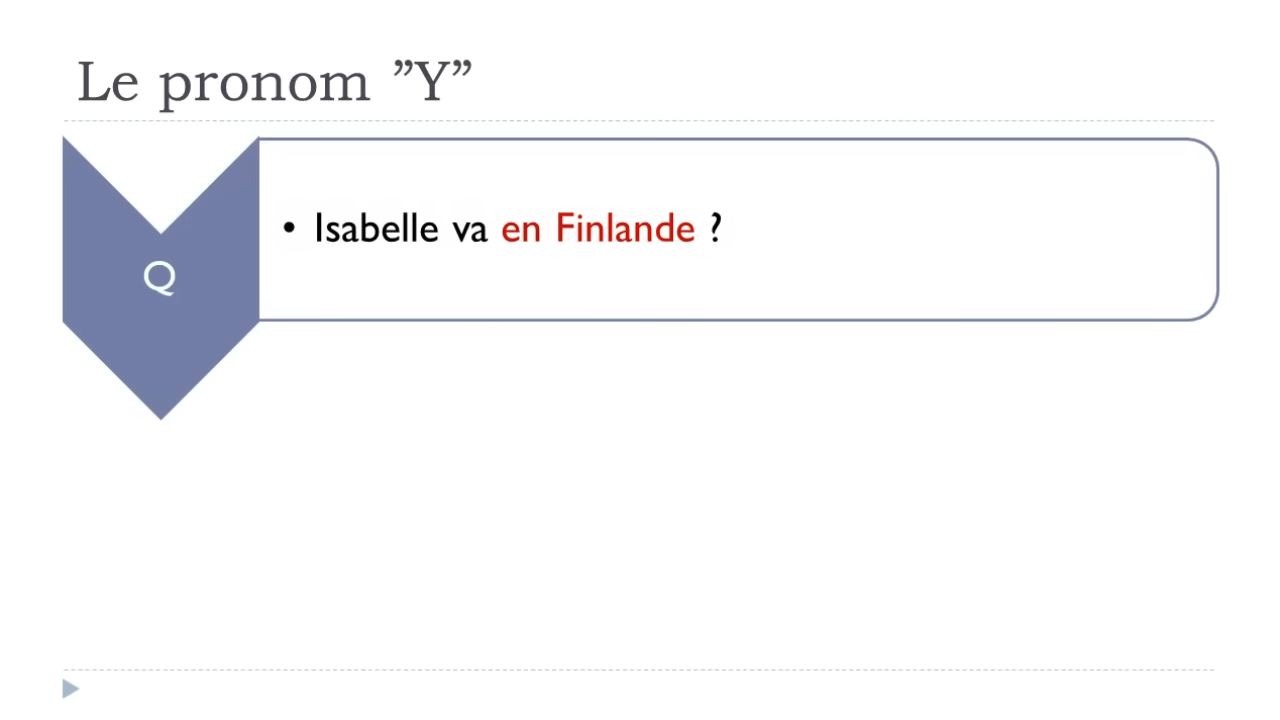 Le pronom ”Y”
Q
• Isabelle va en Finlande ?